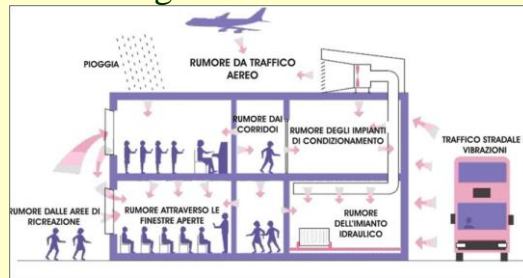 PIOGGIA
RUMORE DA TRAFFICO
AEREO
RUMORE DAI
CORRIDOI
RUMORE DEGLI IMPIANTI
DI CONDIZIONAMENTO
TRAFFICO STRADALE
VIBRAZIONI
RUMORE DALLE AREE DI
RICREAZIONE
RUMORE ATTRAVERSO LE
FINESTRE APERTE
RUMORE
DELL'IMIANTO
IDRAULICO